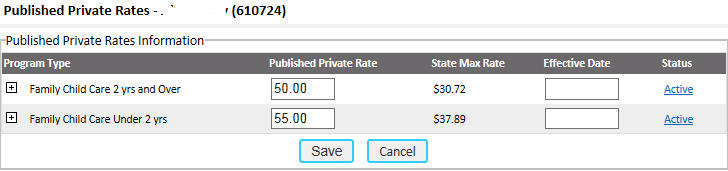 Published Private Rates - (610724)
Published Private Rates Information
Program Type Published Private Rate State Max Rate Effective Date Status
Family Child Care 2 yrs and Over 50.00 $30.72 Active
Family Child Care Under 2 yrs 55.00 $37.89 Active
Save Cancel